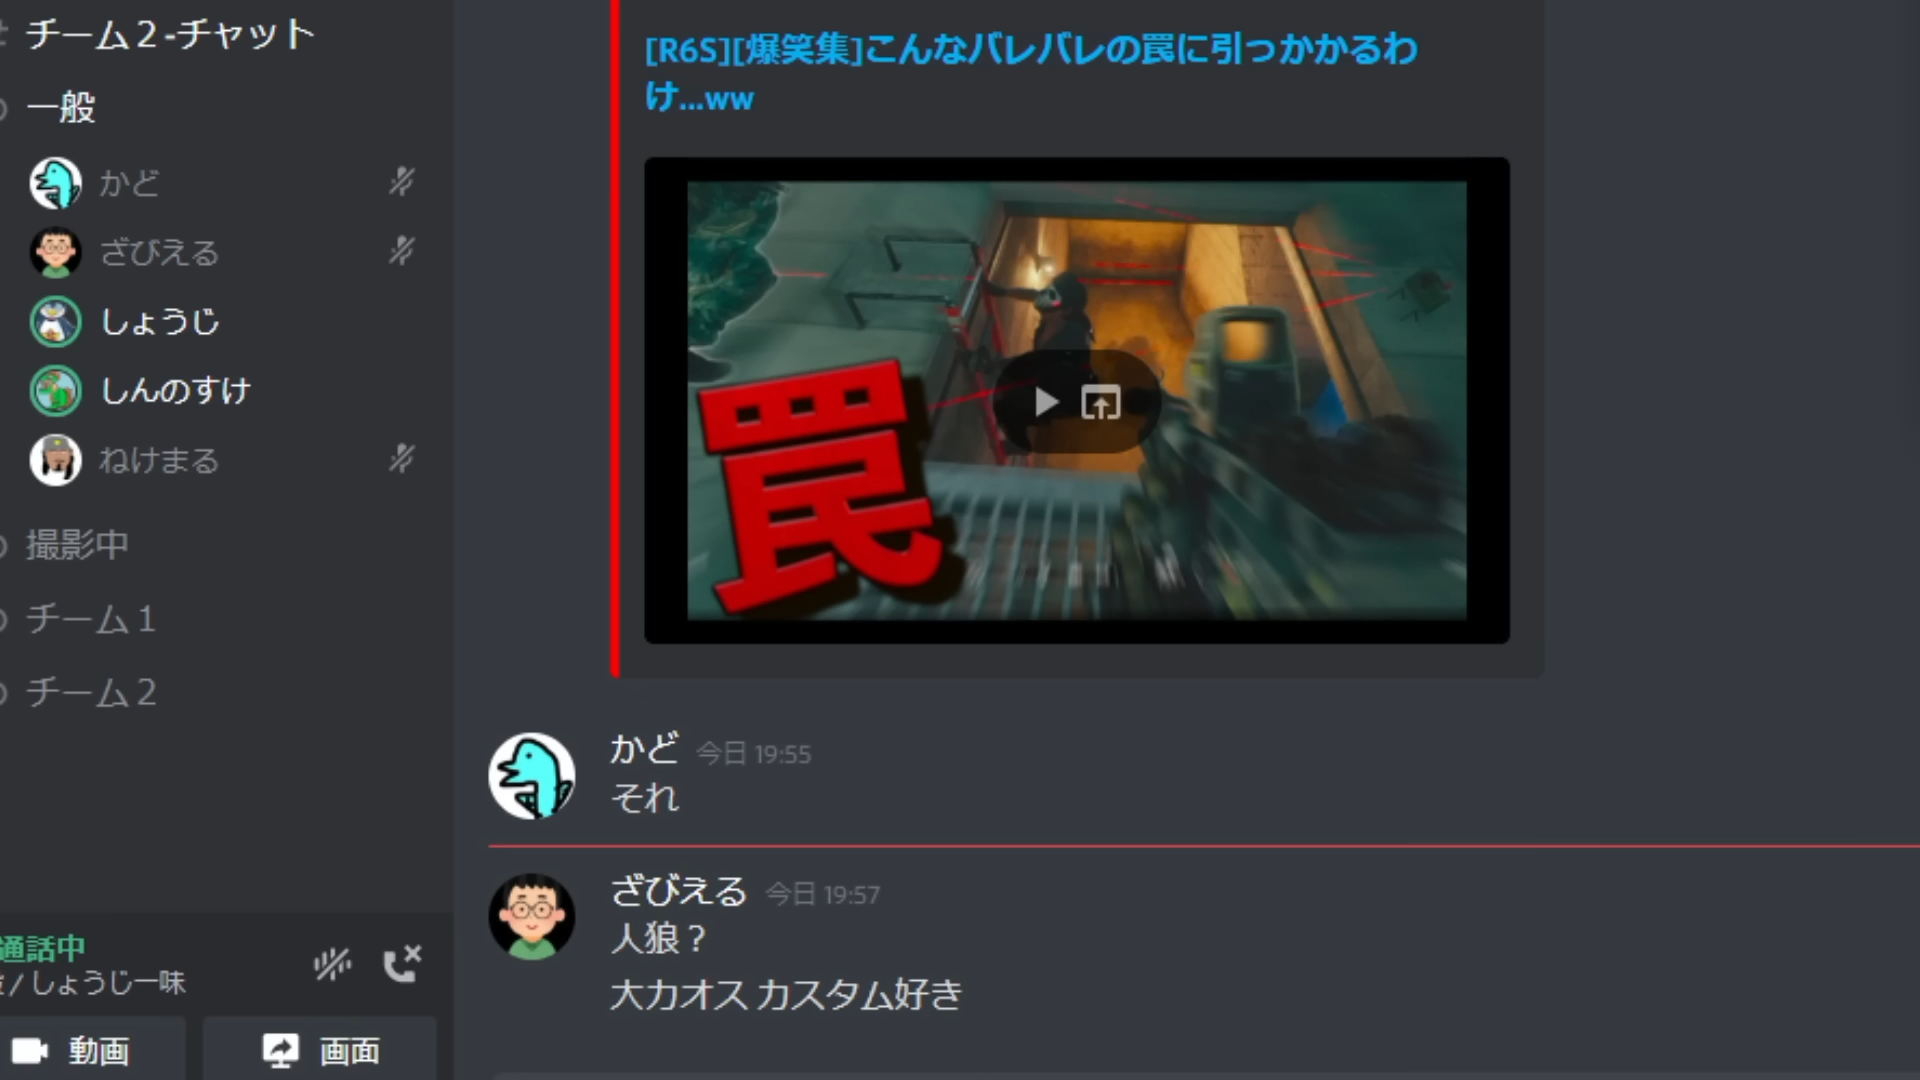 チーム２-チャット
一般
かど
ざびえる
しょうじ
しんのすけ
ねけまる
撮影中
チーム１
チーム２
通話中
/ しょうじ一味
動画
画面
[R6S][爆笑集]こんなバレバレの罠に引っかかるわ
け...ww
罠
かど 今日 19:55
それ
ざびえる 今日 19:57
人狼？
大カオス カスタム好き